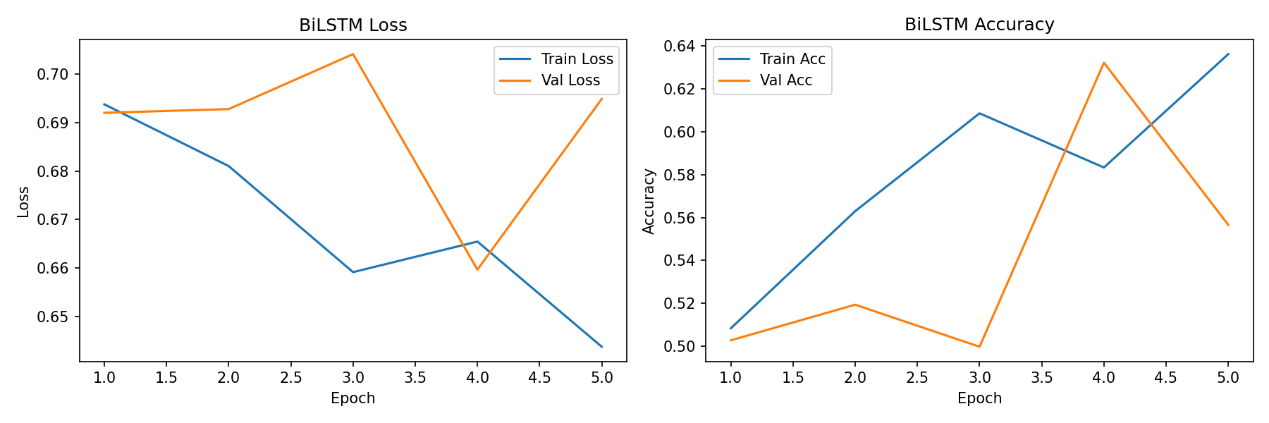 BiLSTM Loss
Train Loss
Val Loss
0.70
0.69
0.68
0.67
0.66
0.65
Loss
1.0 1.5 2.0 2.5 3.0 3.5 4.0 4.5 5.0
Epoch
BiLSTM Accuracy
Train Acc
Val Acc
0.64
0.62
0.60
0.58
0.56
0.54
0.52
0.50
Accuracy
1.0 1.5 2.0 2.5 3.0 3.5 4.0 4.5 5.0
Epoch